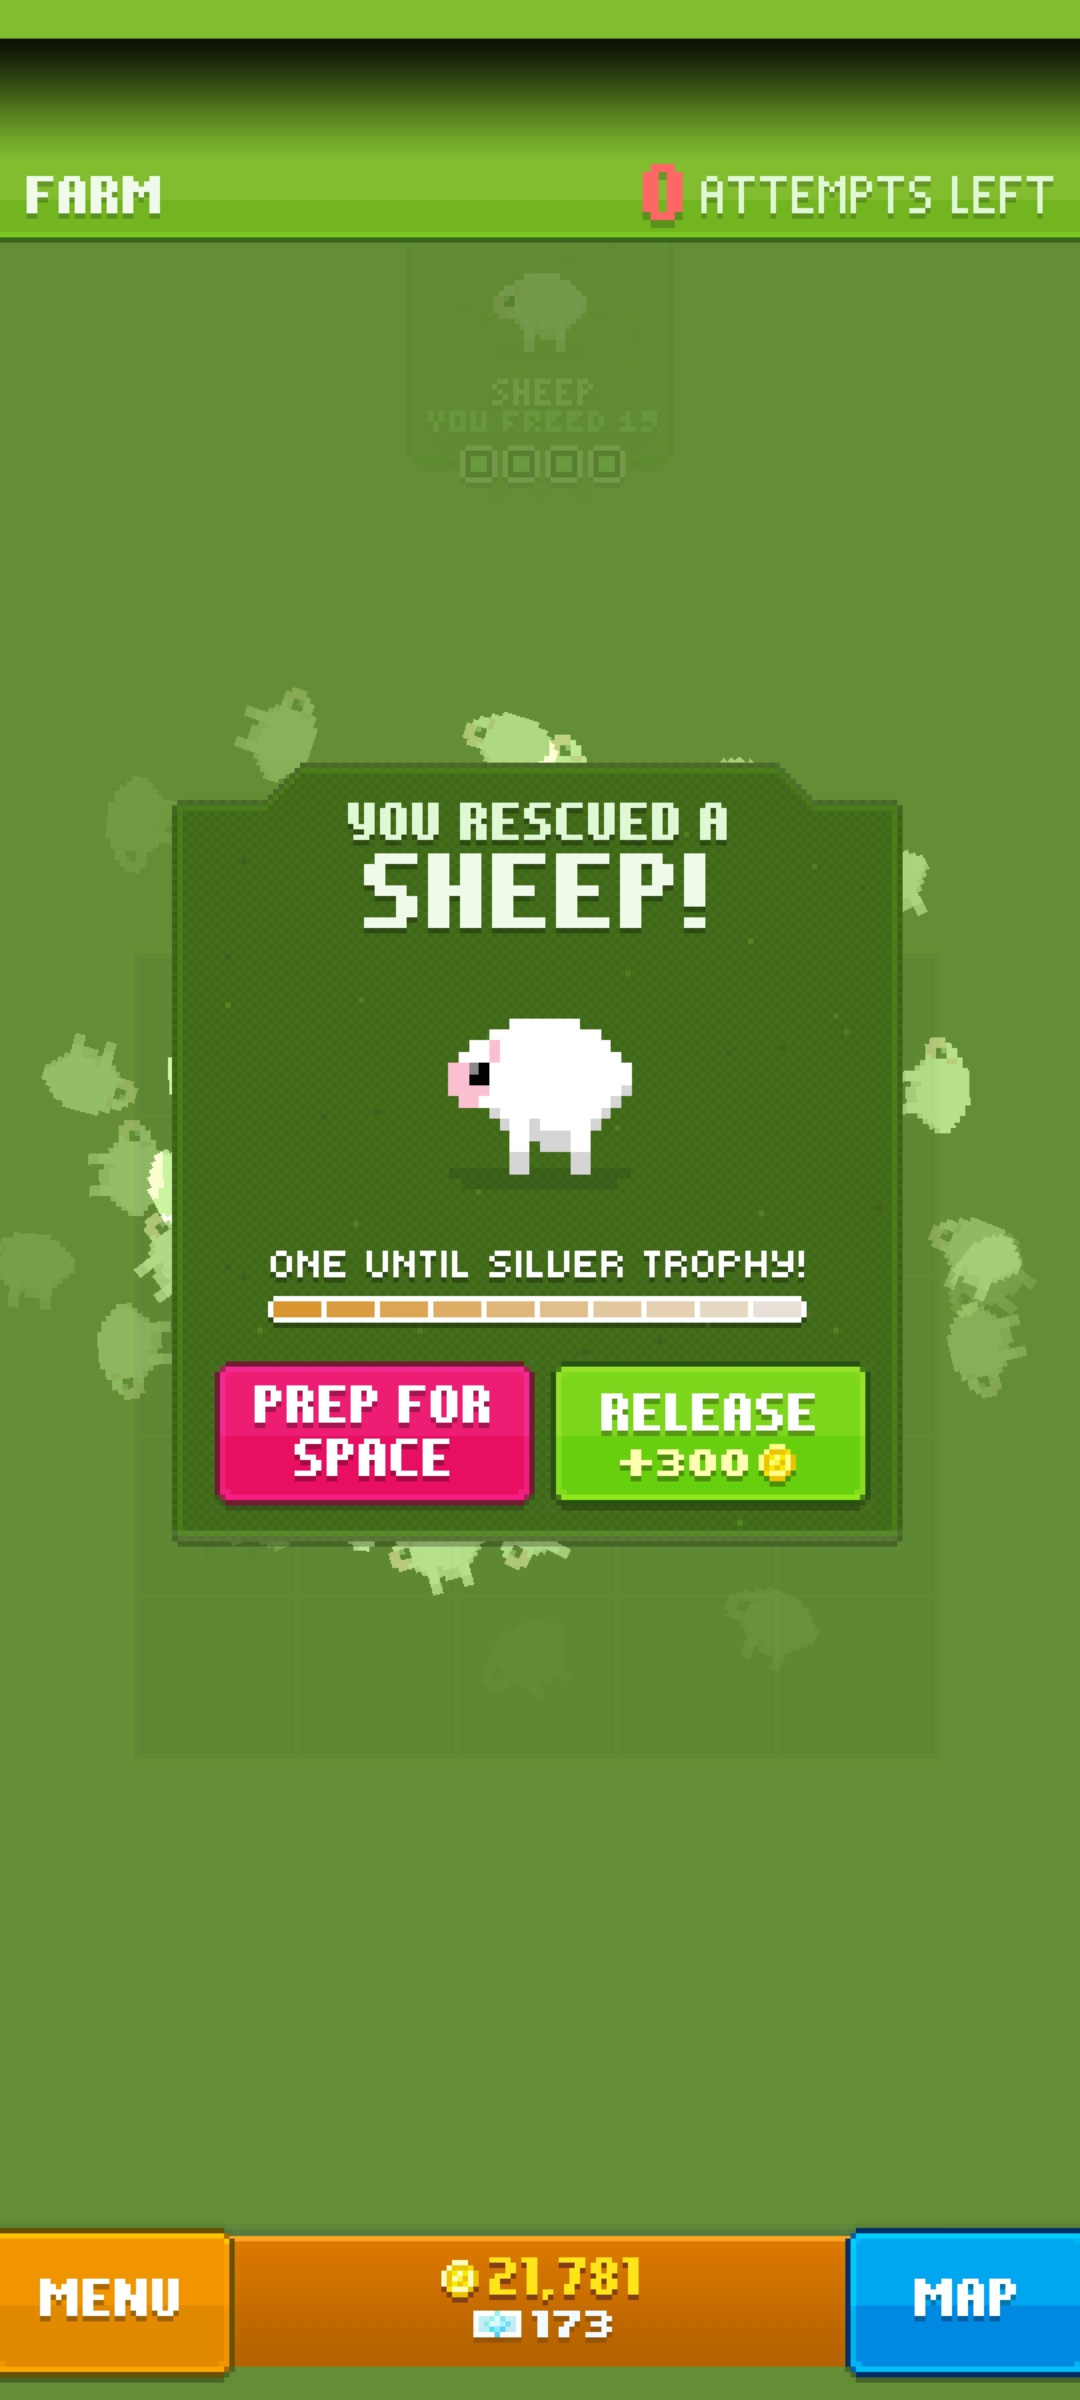 FARM
0 ATTEMPTS LEFT
SHEEP
YOU FREED 19
YOU RESCUED A
SHEEP!
ONE UNTIL SILVER TROPHY!
PREP FOR
SPACE
RELEASE
+300
MENU
21,781
173
MAP